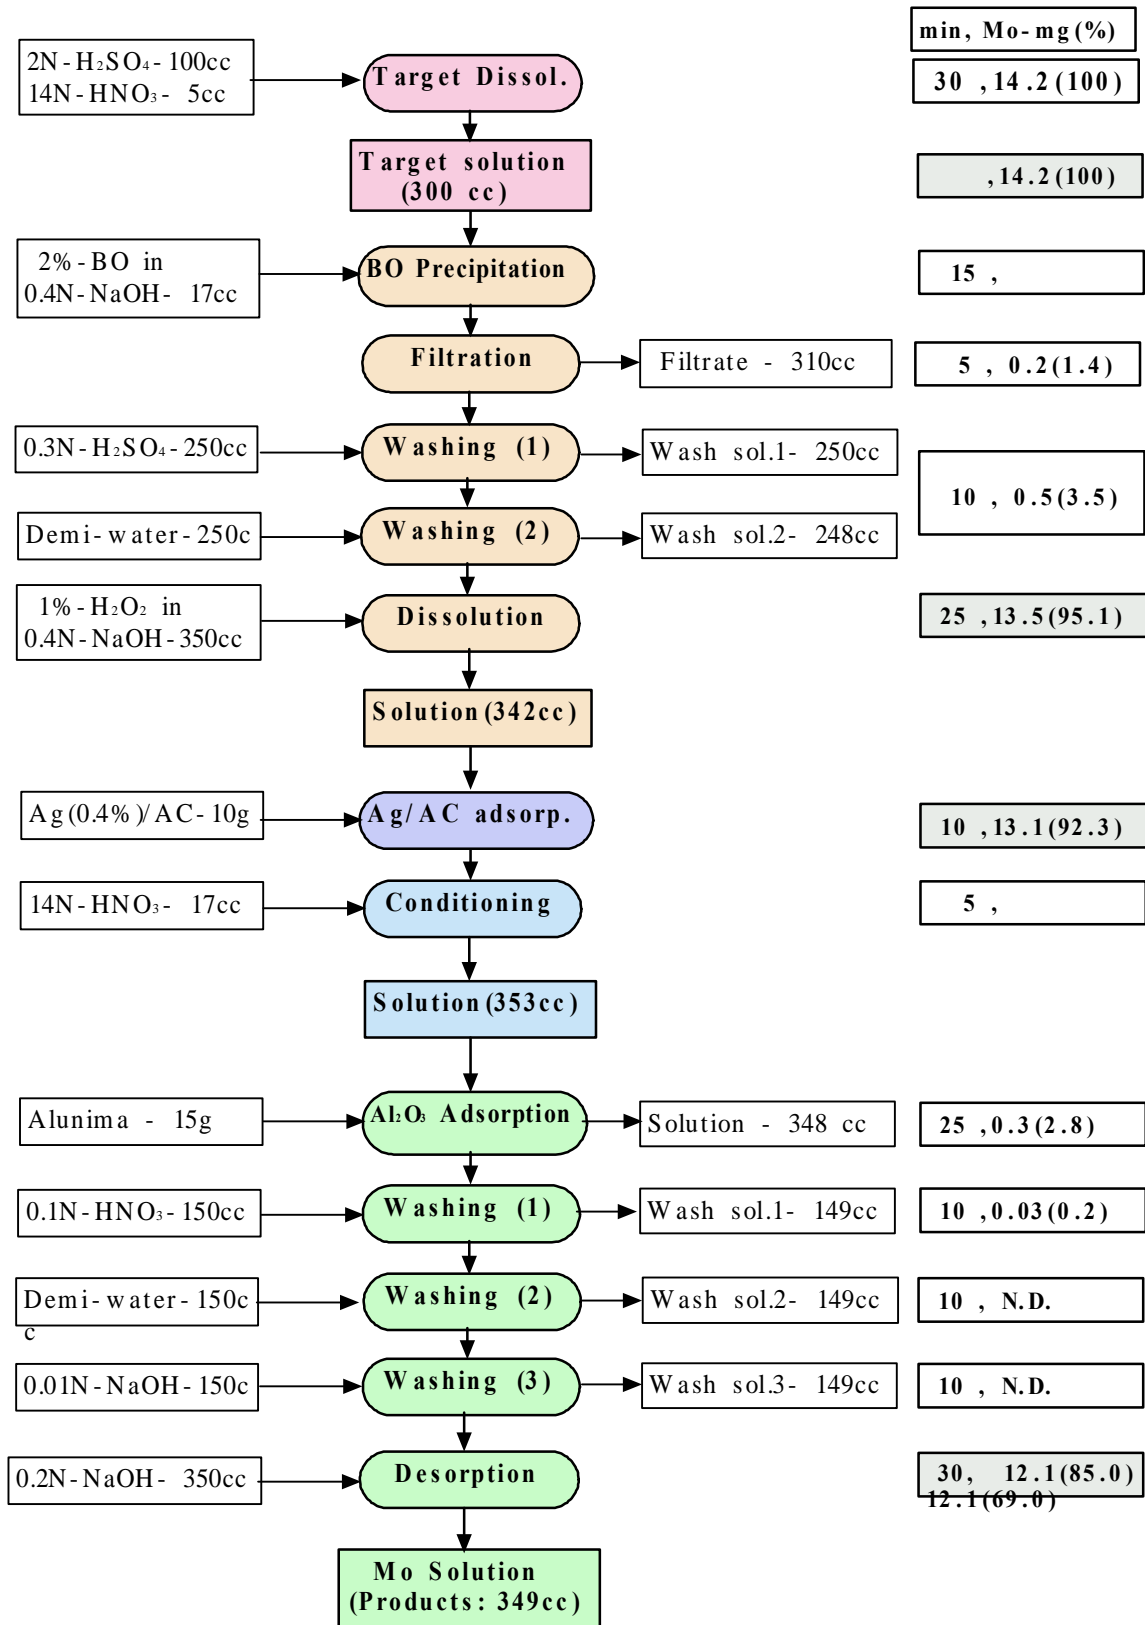 min, Mo-mg(%)
2N-H₂SO₄-100cc
14N-HNO₃- 5cc
Target Dissol.
30 ,14.2(100)
Target solution
(300 cc)
,14.2(100)
2%-BO in
0.4N-NaOH- 17cc
BO Precipitation
15 ,
Filtration
Filtrate - 310cc
5 , 0.2(1.4)
0.3N-H₂SO₄-250cc
Washing (1)
Wash sol.1- 250cc
10 , 0.5(3.5)
Demi-water-250c
Washing (2)
Wash sol.2- 248cc
1%-H₂O₂ in
0.4N-NaOH-350cc
Dissolution
25 ,13.5(95.1)
Solution(342cc)
Ag(0.4%)/AC-10g
Ag/AC adsorp.
10 ,13.1(92.3)
14N-HNO₃- 17cc
Conditioning
5 ,
Solution(353cc)
Alunima - 15g
Al₂O₃ Adsorption
Solution - 348 cc
25 ,0.3(2.8)
0.1N-HNO₃-150cc
Washing (1)
Wash sol.1- 149cc
10 ,0.03(0.2)
Demi-water-150c
c
Washing (2)
Wash sol.2- 149cc
10 , N.D.
0.01N-NaOH-150c
Washing (3)
Wash sol.3- 149cc
10 , N.D.
0.2N-NaOH- 350cc
Desorption
30, 12.1(85.0)
12.1(69.0)
Mo Solution
(Products: 349cc)